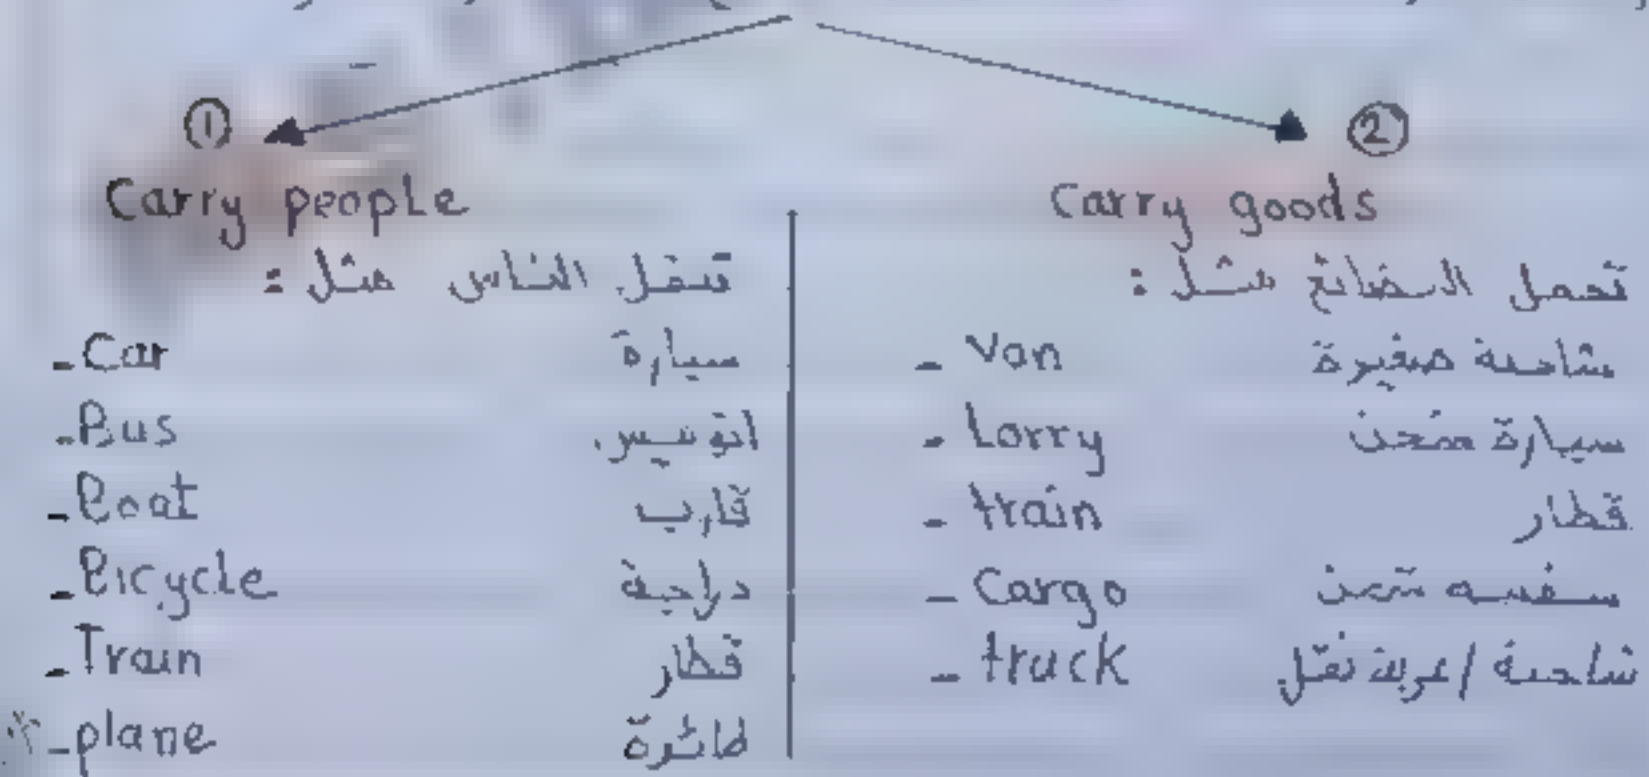 ①
Carry people
تنقل الناس مثل :
- Car سيارة
- Bus اتوبيس
- Boat قارب
- Bicycle دراجة
- Train قطار
- plane طائرة
②
Carry goods
تحمل البضائع مثل :
- Van شاحنة صغيرة
- Lorry سيارة شحن
- train قطار
- Cargo سفينه شحن
- truck شاحنة / عربة نقل